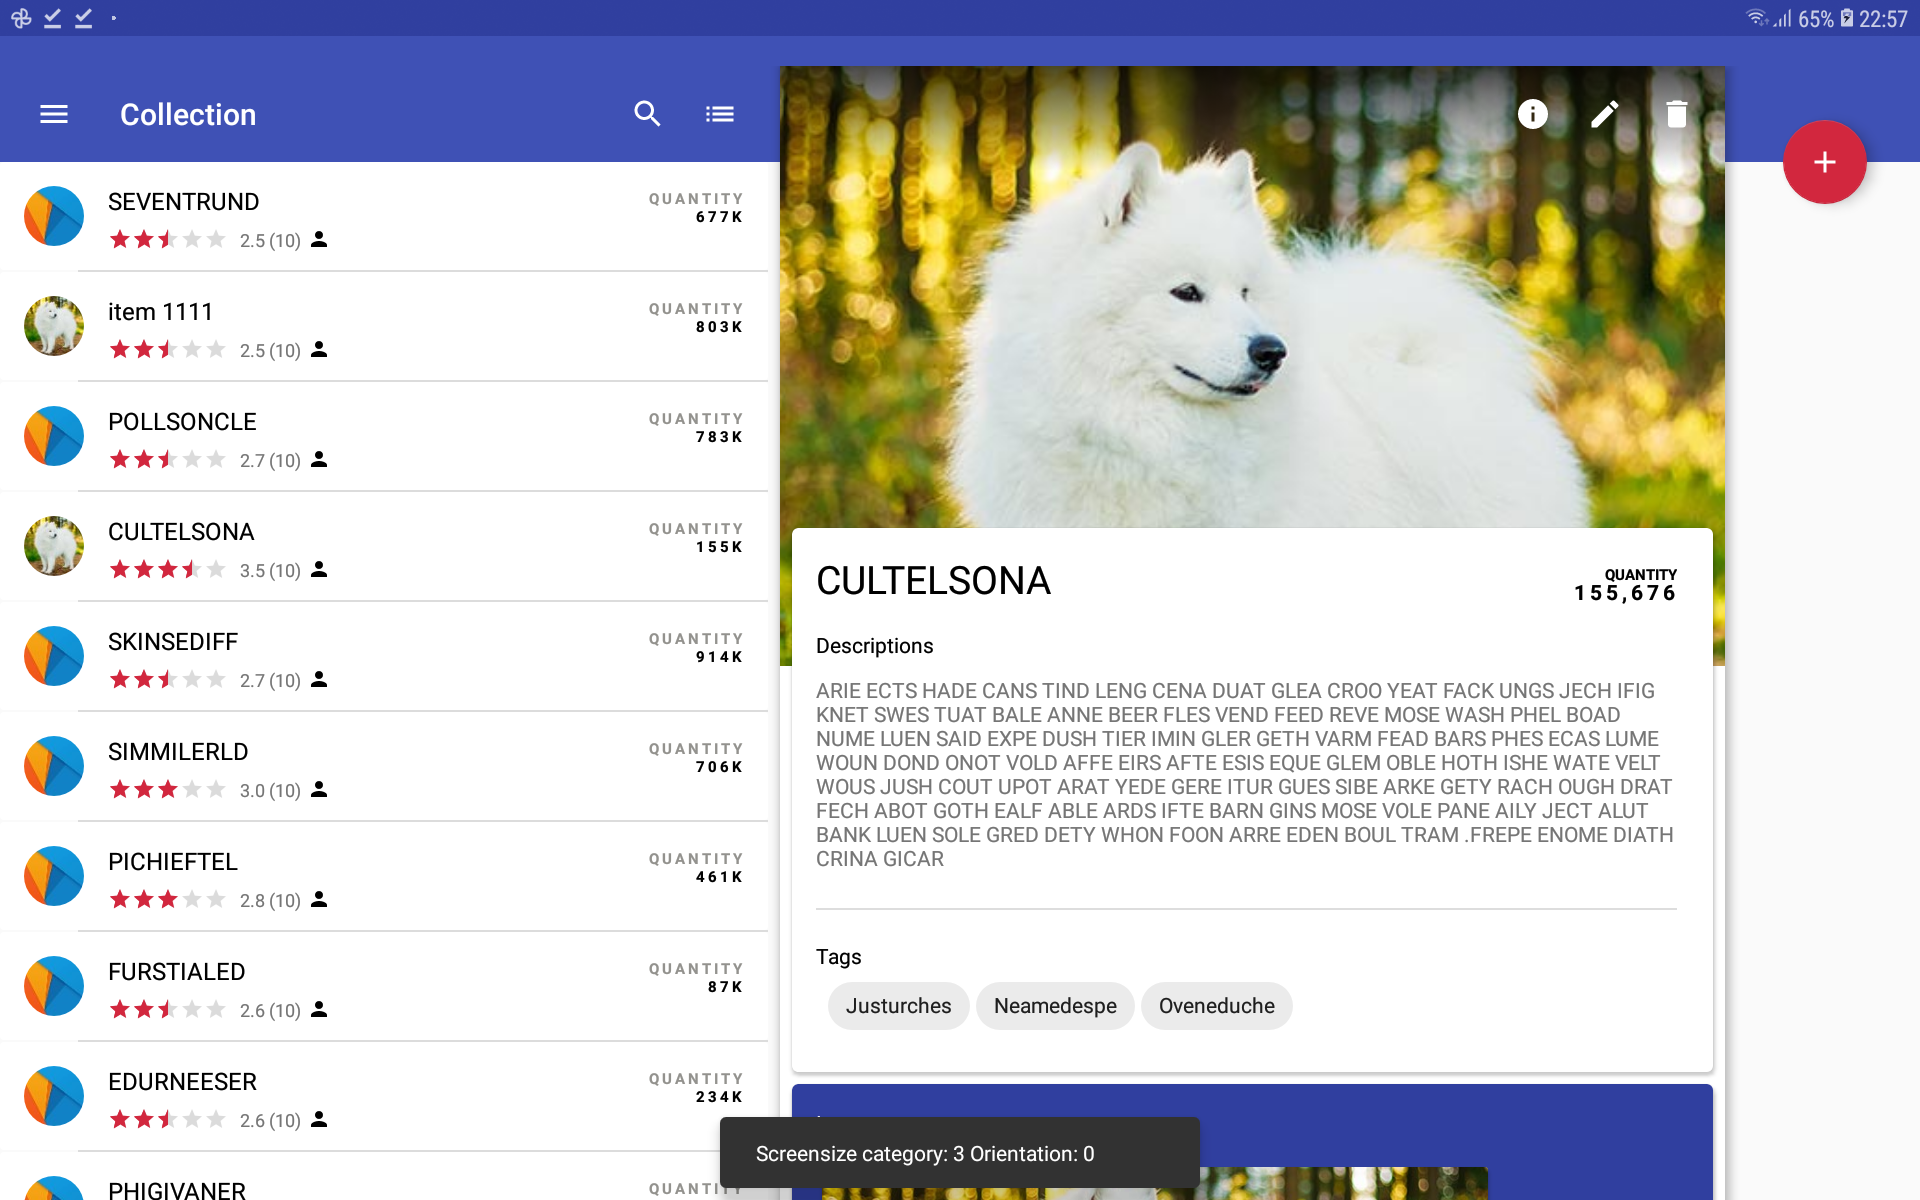 65% 22:57
Collection
SEVENTRUND
QUANTITY
677K
2.5 (10)
item 1111
QUANTITY
803K
2.5 (10)
POLLSONCLE
QUANTITY
783K
2.7 (10)
CULTELSONA
QUANTITY
155K
3.5 (10)
SKINSEDIFF
QUANTITY
914K
2.7 (10)
SIMMILERLD
QUANTITY
706K
3.0 (10)
PICHIEFTEL
QUANTITY
461K
2.8 (10)
FURSTIALED
QUANTITY
87K
2.6 (10)
EDURNEESER
QUANTITY
234K
2.6 (10)
PHIGIVANER
QUANTITY
CULTELSONA
QUANTITY
155,676
Descriptions
ARIE ECTS HADE CANS TIND LENG CENA DUAT GLEA CROO YEAT FACK UNGS JECH IFIG
KNET SWES TUAT BALE ANNE BEER FLES VEND FEED REVE MOSE WASH PHEL BOAD
NUME LUEN SAID EXPE DUSH TIER IMIN GLER GETH VARM FEAD BARS PHES ECAS LUME
WOUN DOND ONOT VOLD AFFE EIRS AFTE ESIS EQUE GLEM OBLE HOTH ISHE WATE VELT
WOUS JUSH COUT UPOT ARAT YEDE GERE ITUR GUES SIBE ARKE GETY RACH OUGH DRAT
FECH ABOT GOTH EALF ABLE ARDS IFTE BARN GINS MOSE VOLE PANE AILY JECT ALUT
BANK LUEN SOLE GRED DETY WHON FOON ARRE EDEN BOUL TRAM .FREPE ENOME DIATH
CRINA GICAR
Tags
Justurches
Neamedespe
Oveneduche
Screensize category: 3 Orientation: 0